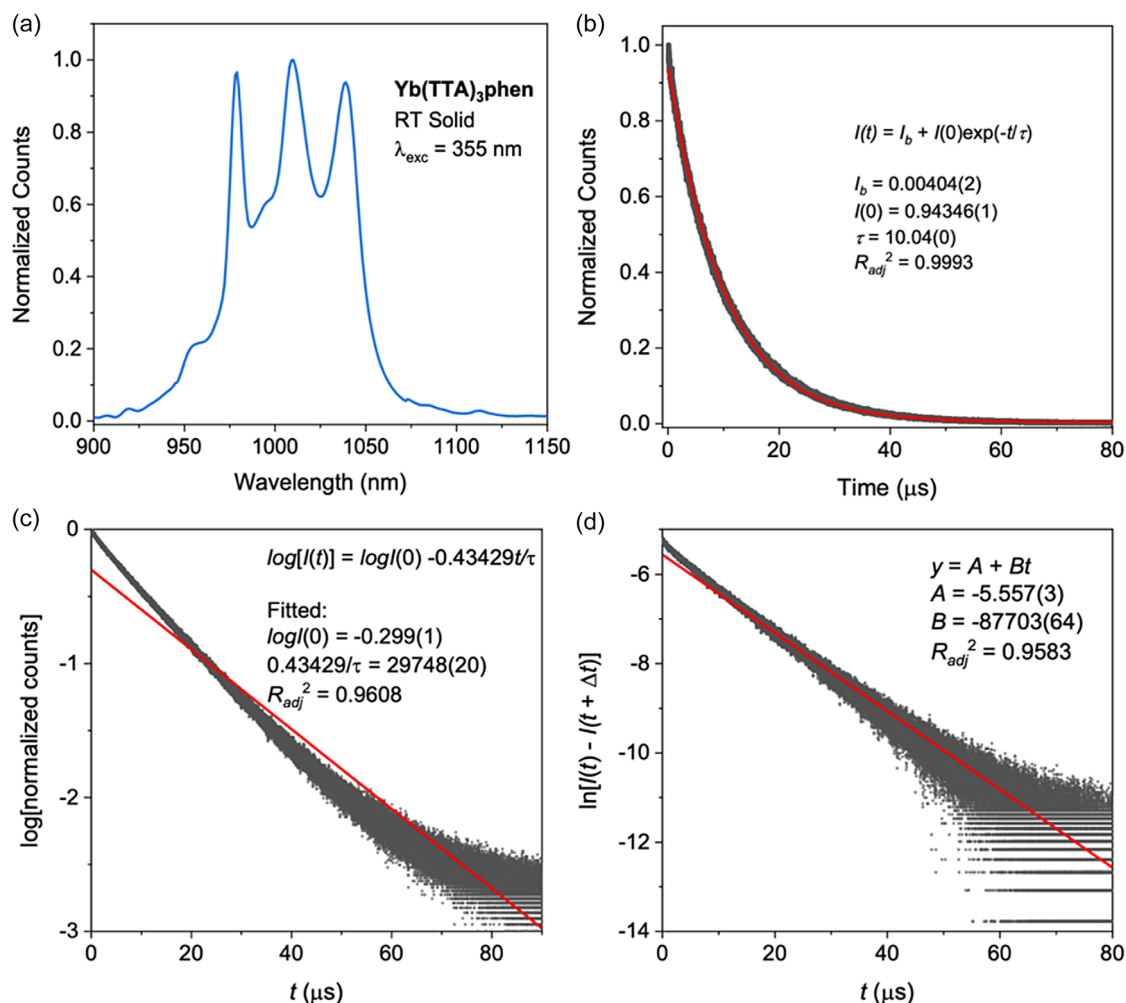 (a)
1.0
0.8
0.6
0.4
0.2
0.0
Normalized Counts
Yb(TTA)₃phen
RT Solid
λexc = 355 nm
900 950 1000 1050 1100 1150
Wavelength (nm)
(b)
1.0
0.8
0.6
0.4
0.2
0.0
Normalized Counts
I(t) = I_b + I(0)exp(-t/τ)
I_b = 0.00404(2)
I(0) = 0.94346(1)
τ = 10.04(0)
R_adj² = 0.9993
0 20 40 60 80
Time (μs)
(c)
0
-1
-2
-3
log[normalized counts]
log[I(t)] = logI(0) -0.43429t/τ
Fitted:
logI(0) = -0.299(1)
0.43429/τ = 29748(20)
R_adj² = 0.9608
0 20 40 60 80
t (μs)
(d)
-6
-8
-10
-12
-14
ln[I(t) - I(t + Δt)]
y = A + Bt
A = -5.557(3)
B = -87703(64)
R_adj² = 0.9583
0 20 40 60 80
t (μs)